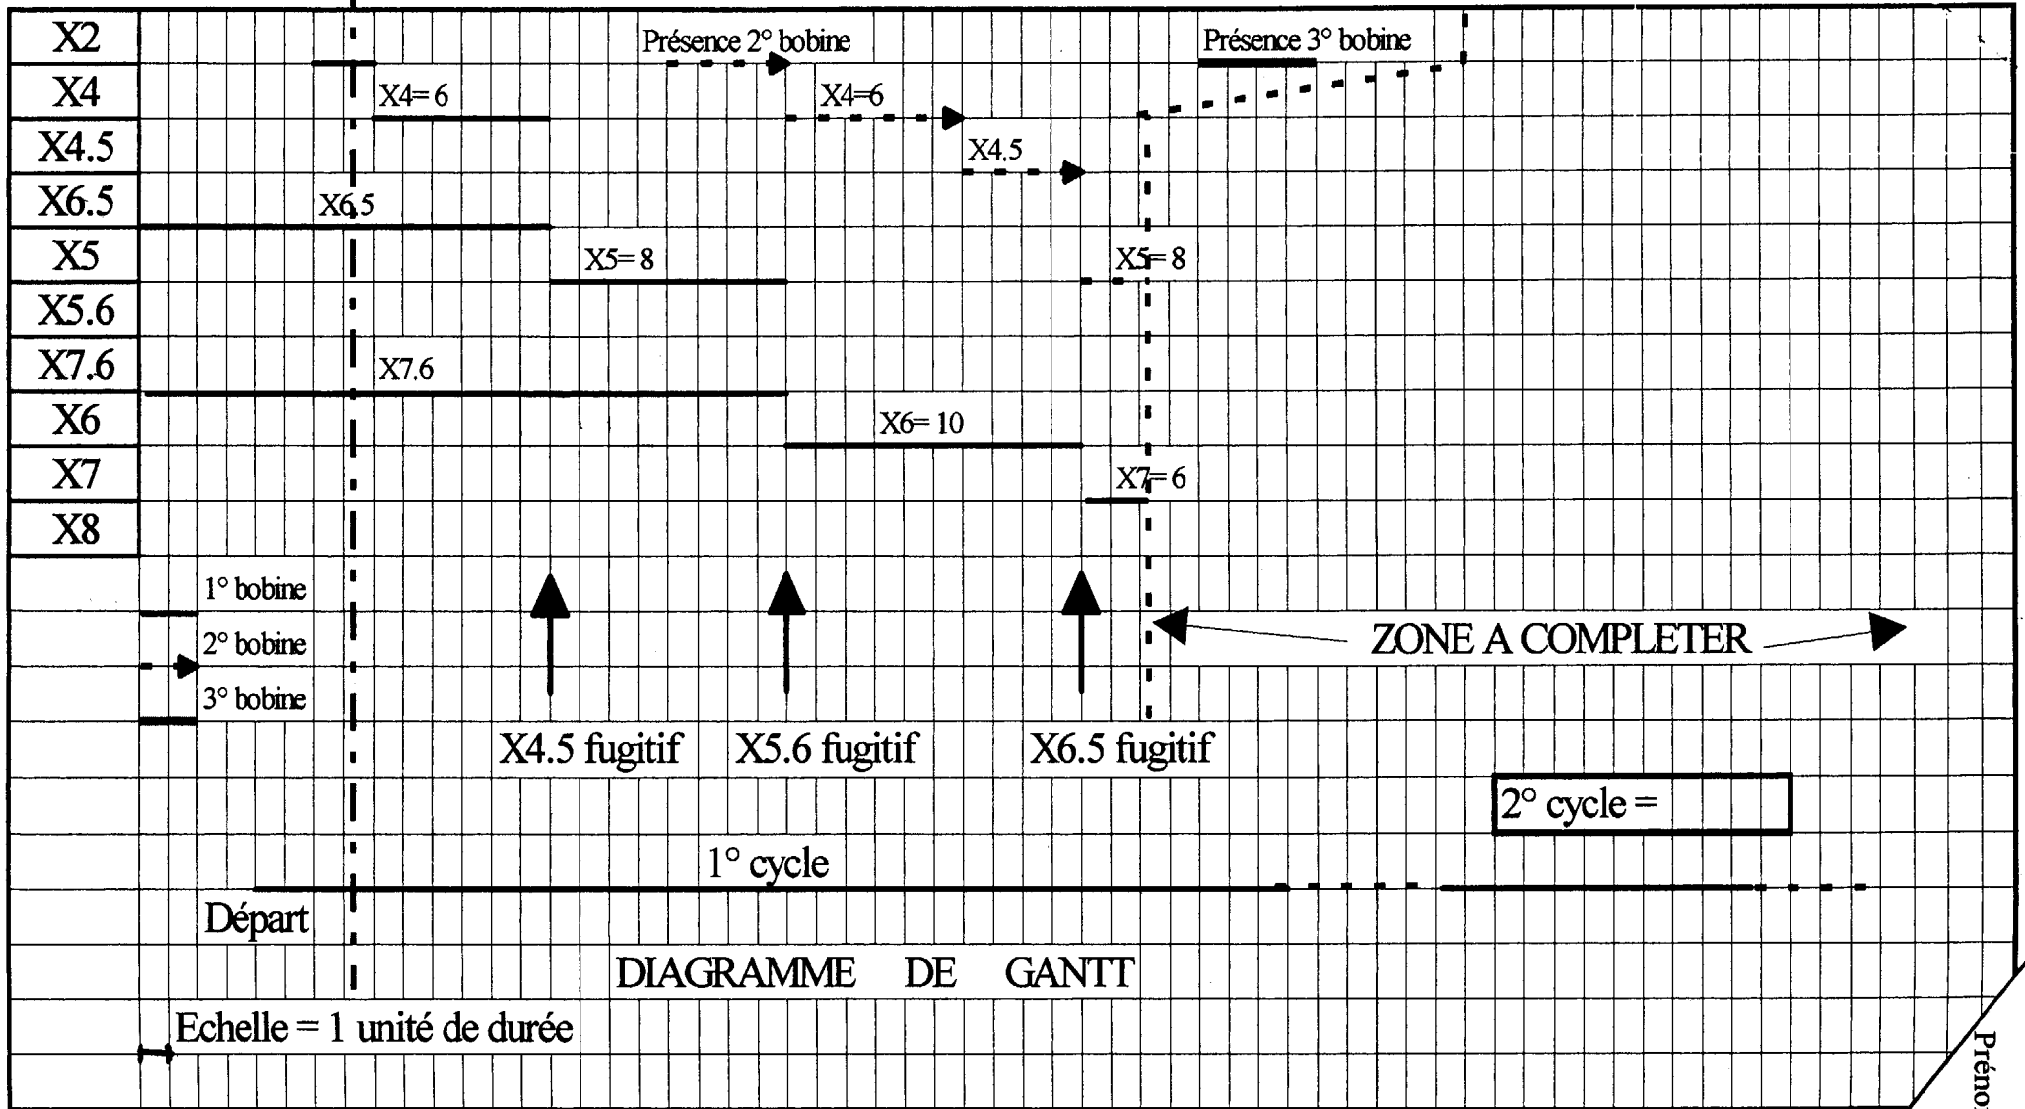 X2
Présence 2° bobine
Présence 3° bobine
X4
X4= 6
X4=6
X4.5
X4.5
X6.5
X6.5
X5
X5= 8
X5= 8
X5.6
X7.6
X7.6
X6
X6= 10
X7
X7= 6
X8
1° bobine
2° bobine
3° bobine
ZONE A COMPLETER
X4.5 fugitif
X5.6 fugitif
X6.5 fugitif
2° cycle =
1° cycle
Départ
DIAGRAMME DE GANTT
Echelle = 1 unité de durée